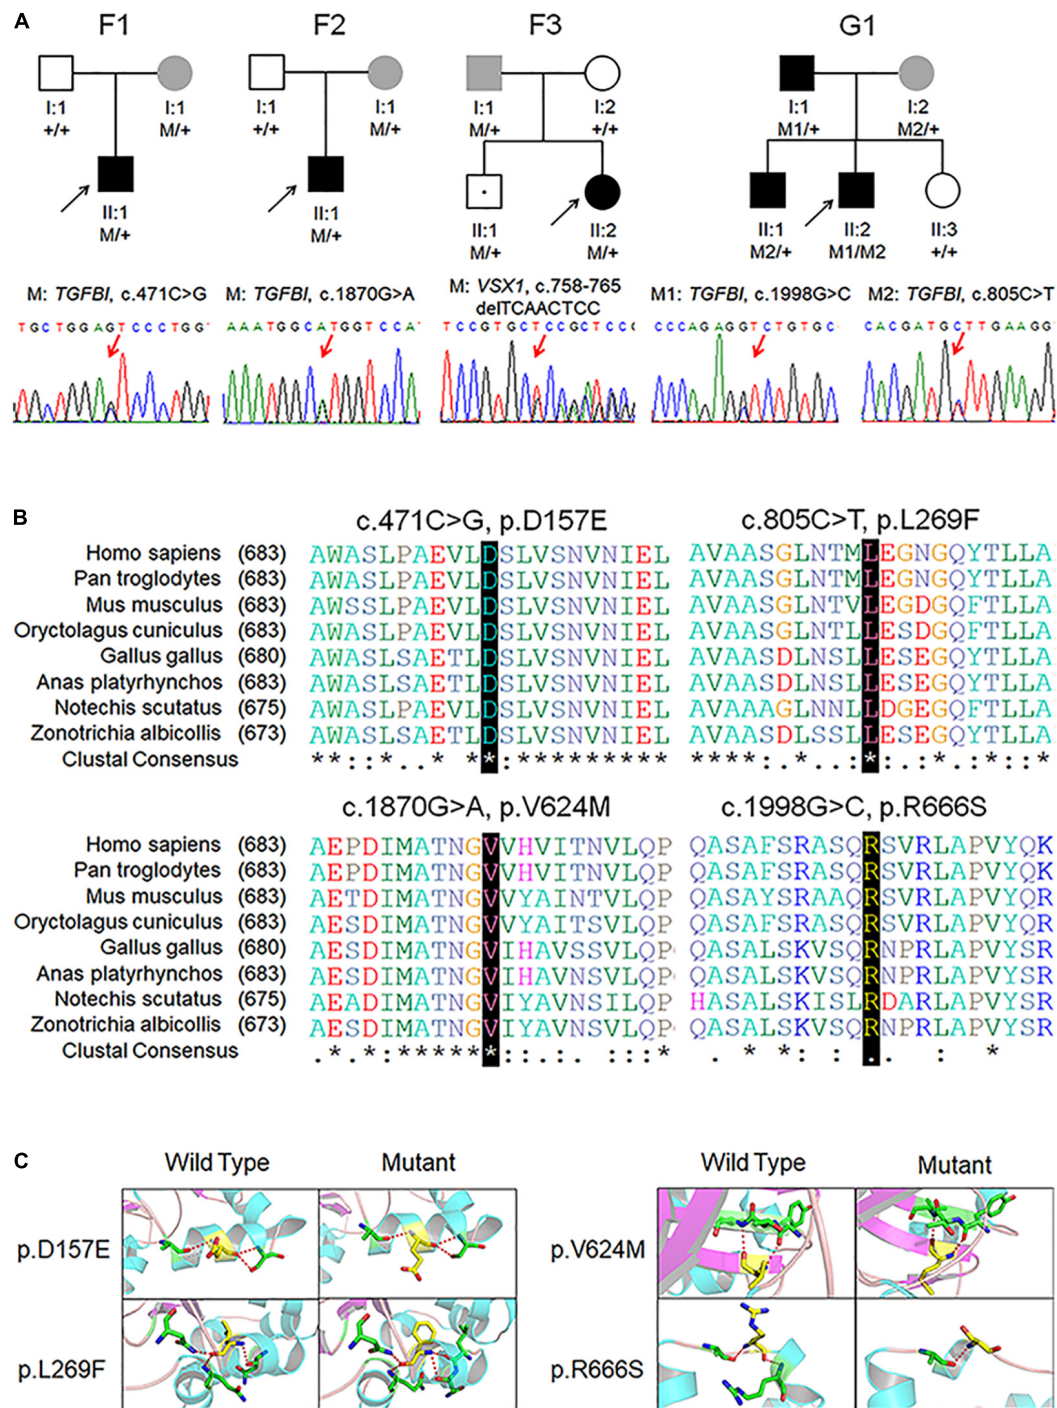 A
F1 F2 F3 G1
I:1 I:1 I:1 I:1 I:1 I:2 I:1 I:2
+/+ M/+ +/+ M/+ M/+ +/+ M1/+ M2/+
II:1 II:1 II:1 II:2 II:1 II:2 II:3
M/+ M/+ M/+ M/+ M2/+ M1/M2 +/+
M: TGFBI, c.471C>G
M: TGFBI, c.1870G>A
M: VSX1, c.758-765
delTCAACTCC
M1: TGFBI, c.1998G>C
M2: TGFBI, c.805C>T
TGCTGGAGTCCCTGG
AAATGGCATGGTCCA
TCCGTGCTCCGCTCCG
CCCAGAGGTCTGTGC
CACGATGCTTGAAGG
B
c.471C>G, p.D157E c.805C>T, p.L269F
Homo sapiens (683) AWASLPAEVLDSLVSNVNIEL AVAASGLNTMLEGNGQYTLLA
Pan troglodytes (683) AWASLPAEVLDSLVSNVNIEL AVAASGLNTMLEGNGQYTLLA
Mus musculus (683) AWSSLPAEVLDSLVSNVNIEL AVAASGLNTVLEGDGQFTLLA
Oryctolagus cuniculus (683) AWASLPAEVLDSLVSNVNIEL AVAASGLNTLLESDGQFTLLA
Gallus gallus (680) AWASLSAETLDSLVSNVNIEL AVAASDLNSLLESEGQYTLLA
Anas platyrhynchos (683) AWASLSAETLDSLVSNVNIEL AVAASDLNSLLESEGQYTLLA
Notechis scutatus (675) AWASLPAEVLDSLVSNVNIEL AVAAAGLNNLLDGEGQFTLLA
Zonotrichia albicollis (673) AWASLSAETLDSLVSNVNIEL AVAASDLSSLLESEGQYTLLA
Clustal Consensus
c.1870G>A, p.V624M c.1998G>C, p.R666S
Homo sapiens (683) AEPDIMATNGVVHVITNVLQP QASAFSRASQRSVRLAPVYQK
Pan troglodytes (683) AEPDIMATNGVVHVITNVLQP QASAFSRASQRSVRLAPVYQK
Mus musculus (683) AETDIMATNGVVYAINTVLQP QASAYSRAAQRSVRLAPVYQR
Oryctolagus cuniculus (683) AESDIMATNGVVYAITSVLQP QASAFSRASQRSVRLAPVYQR
Gallus gallus (680) AESDIMATNGVIHAVSSVLQP QASALSKVSQRNPRLAPVYSR
Anas platyrhynchos (683) AESDIMATNGVIHAVNSVLQP QASALSKVSQRNPRLAPVYSR
Notechis scutatus (675) AEADIMATNGVIYAVNSILQP HASALSKISLRDARLAPVYSR
Zonotrichia albicollis (673) AESDIMATNGVIYAVNSVLQP QASALSKVSQRNPRLAPVYSR
Clustal Consensus
C
Wild Type Mutant Wild Type Mutant
p.D157E p.V624M
p.L269F p.R666S